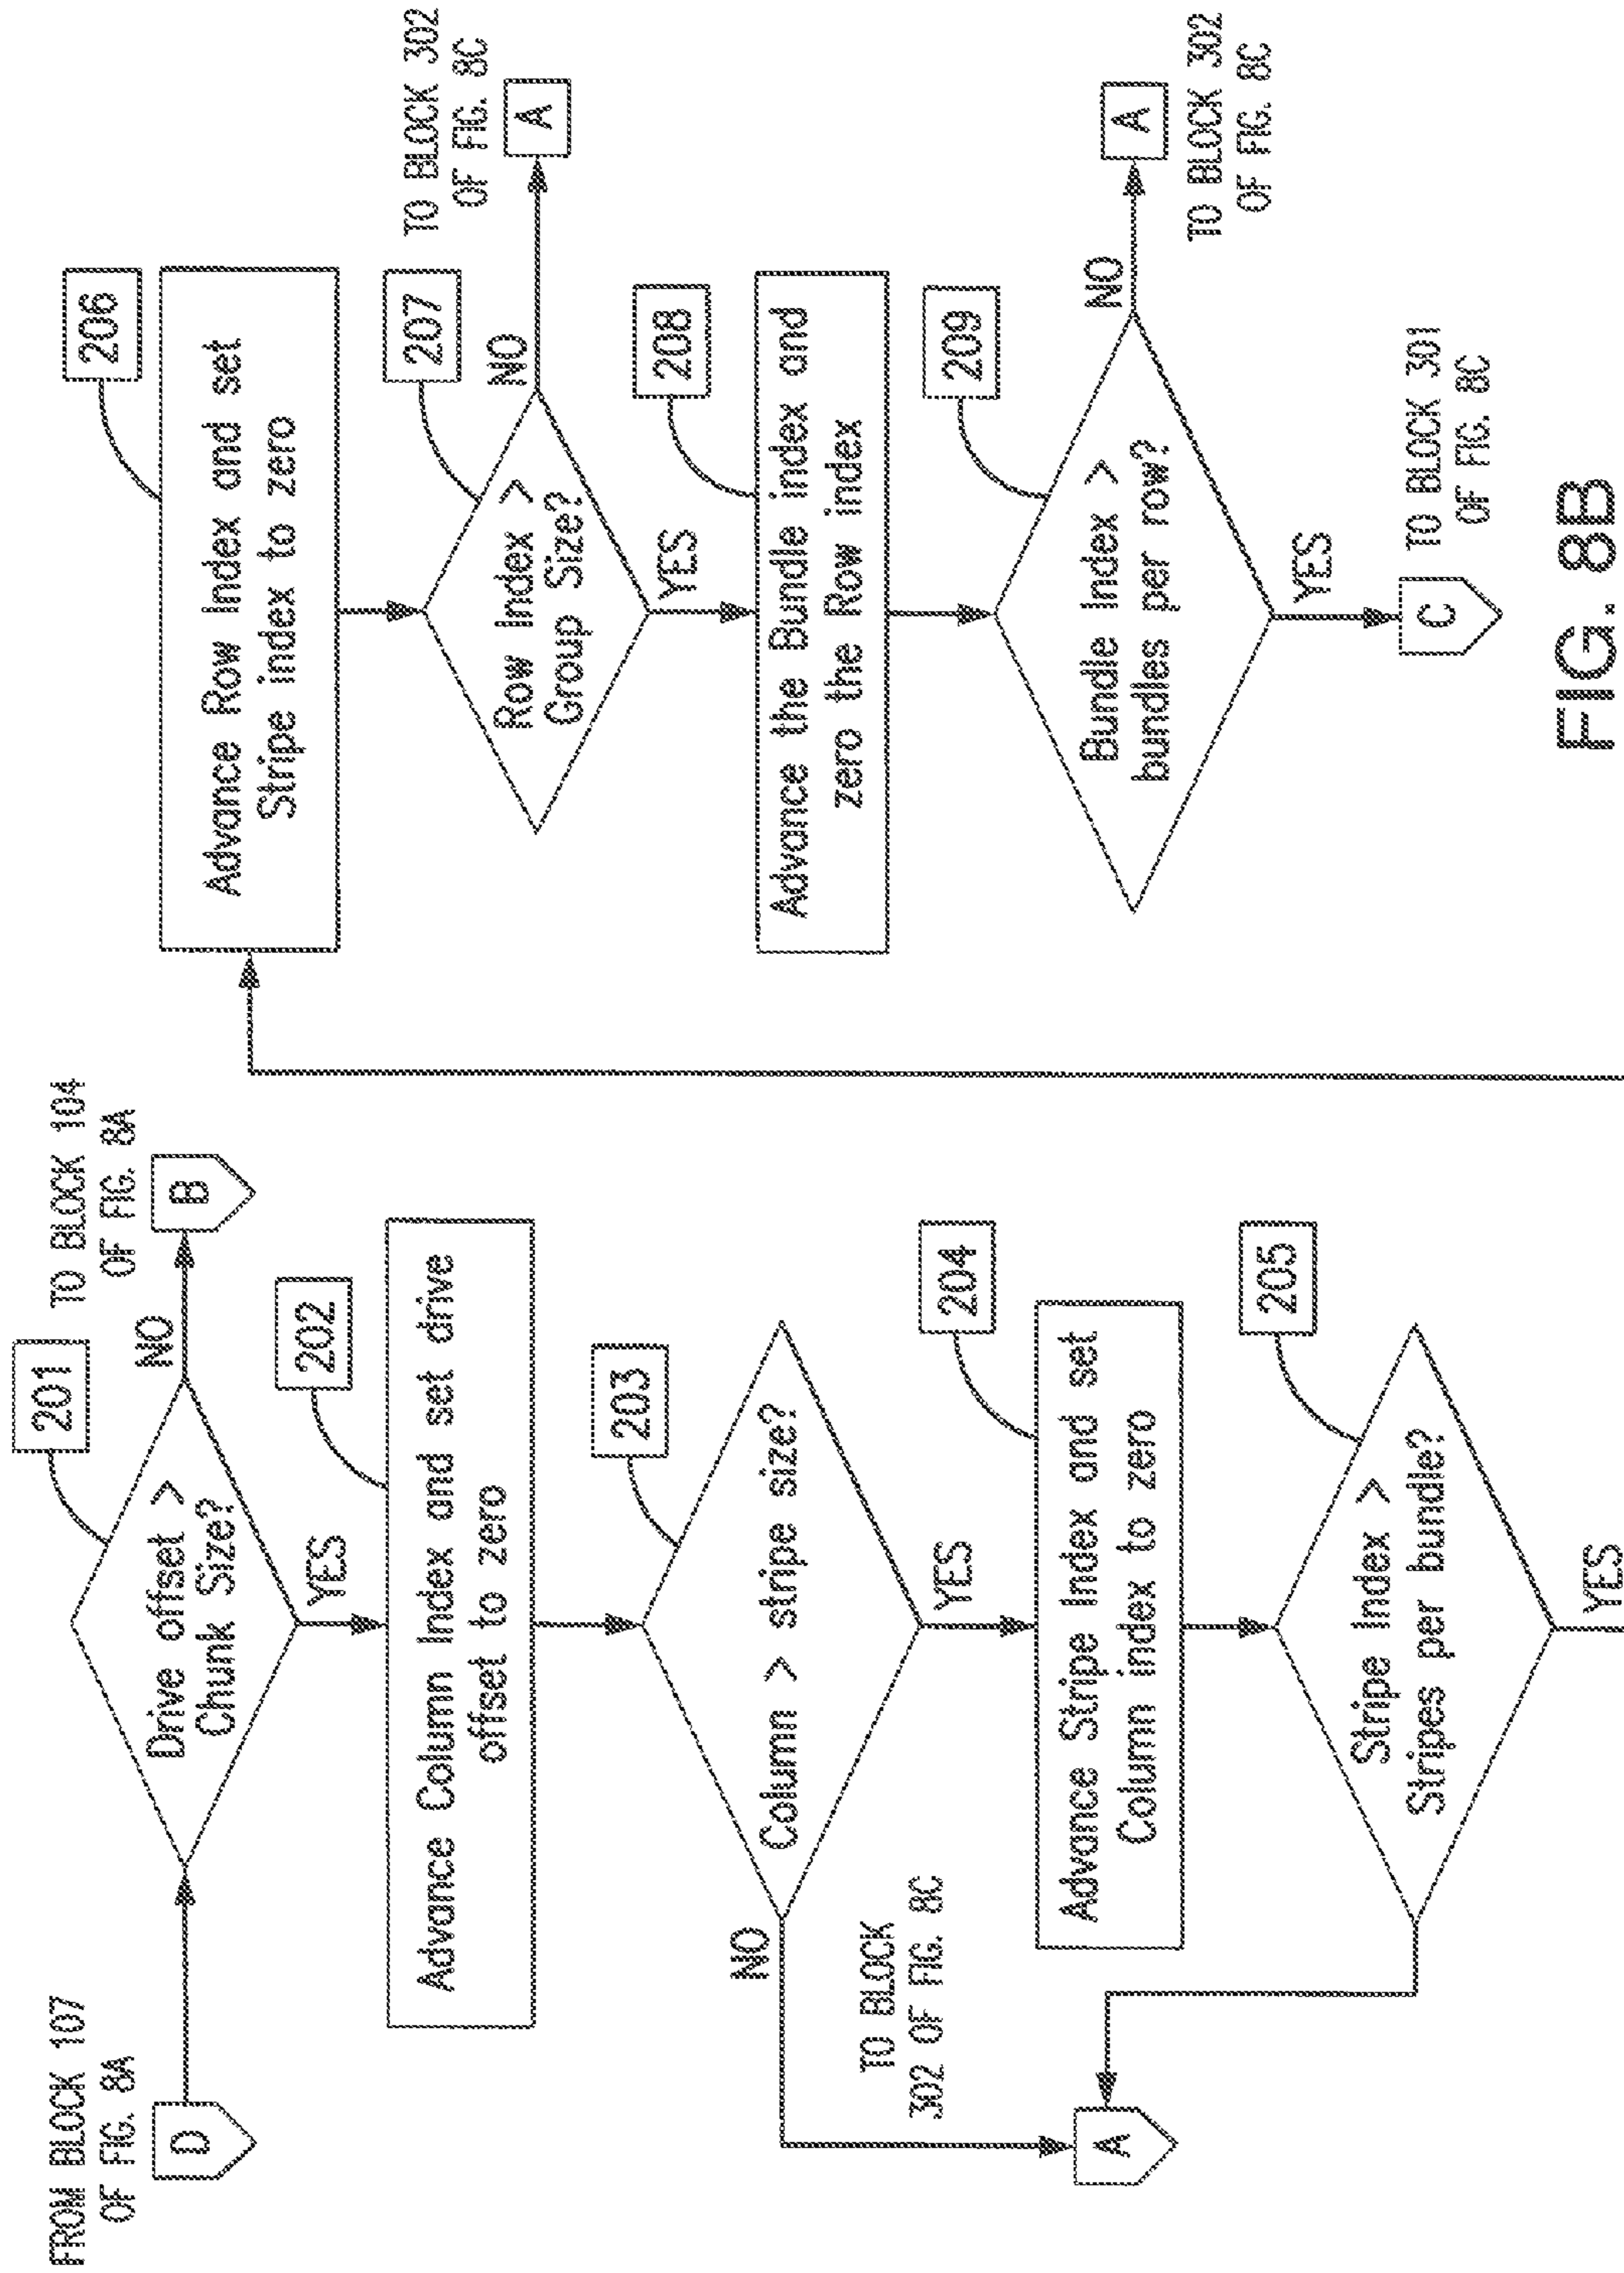 FROM BLOCK 107
OF FIG. 8A
D
201
Drive offset >
Chunk Size?
NO
TO BLOCK 104
OF FIG. 8A
B
YES
202
Advance Column Index and set drive
offset to zero
203
Column > stripe size?
NO
TO BLOCK
302 OF FIG. 8C
A
YES
204
Advance Stripe Index and set
Column index to zero
205
Stripe Index >
Stripes per bundle?
YES
206
Advance Row Index and set
Stripe index to zero
207
Row Index >
Group Size?
NO
TO BLOCK 302
OF FIG. 8C
A
YES
208
Advance the Bundle index and
zero the Row index
209
Bundle Index >
bundles per row?
NO
A
TO BLOCK 302
OF FIG. 8C
YES
C
TO BLOCK 301
OF FIG. 8C
FIG. 8B